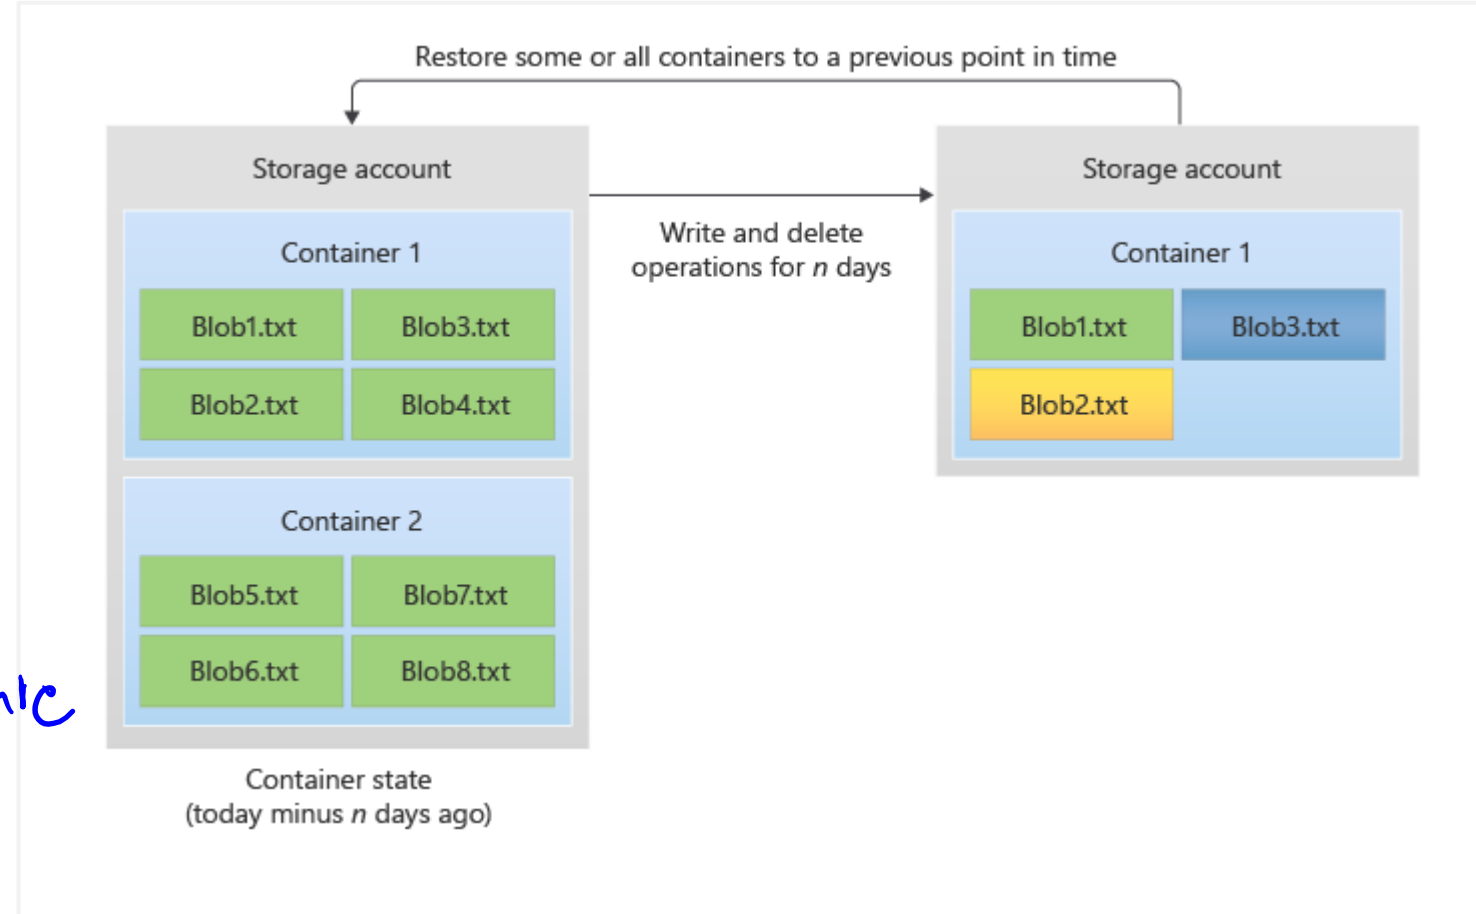 Restore some or all containers to a previous point in time
Storage account
Container 1
Blob1.txt
Blob3.txt
Blob2.txt
Blob4.txt
Container 2
Blob5.txt
Blob7.txt
Blob6.txt
Blob8.txt
Container state
(today minus n days ago)
Write and delete
operations for n days
Storage account
Container 1
Blob1.txt
Blob3.txt
Blob2.txt